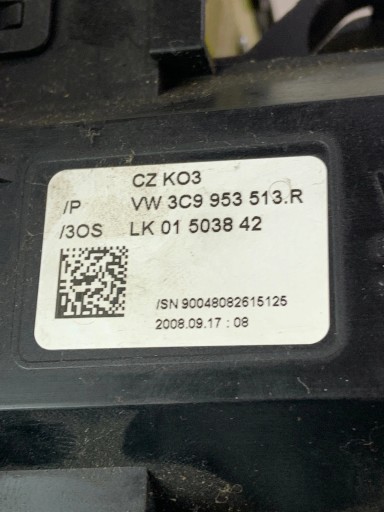 CZ KO3
/P VW 3C9 953 513.R
/3OS LK 01 5038 42
/SN 90048082615125
2008.09.17 : 08